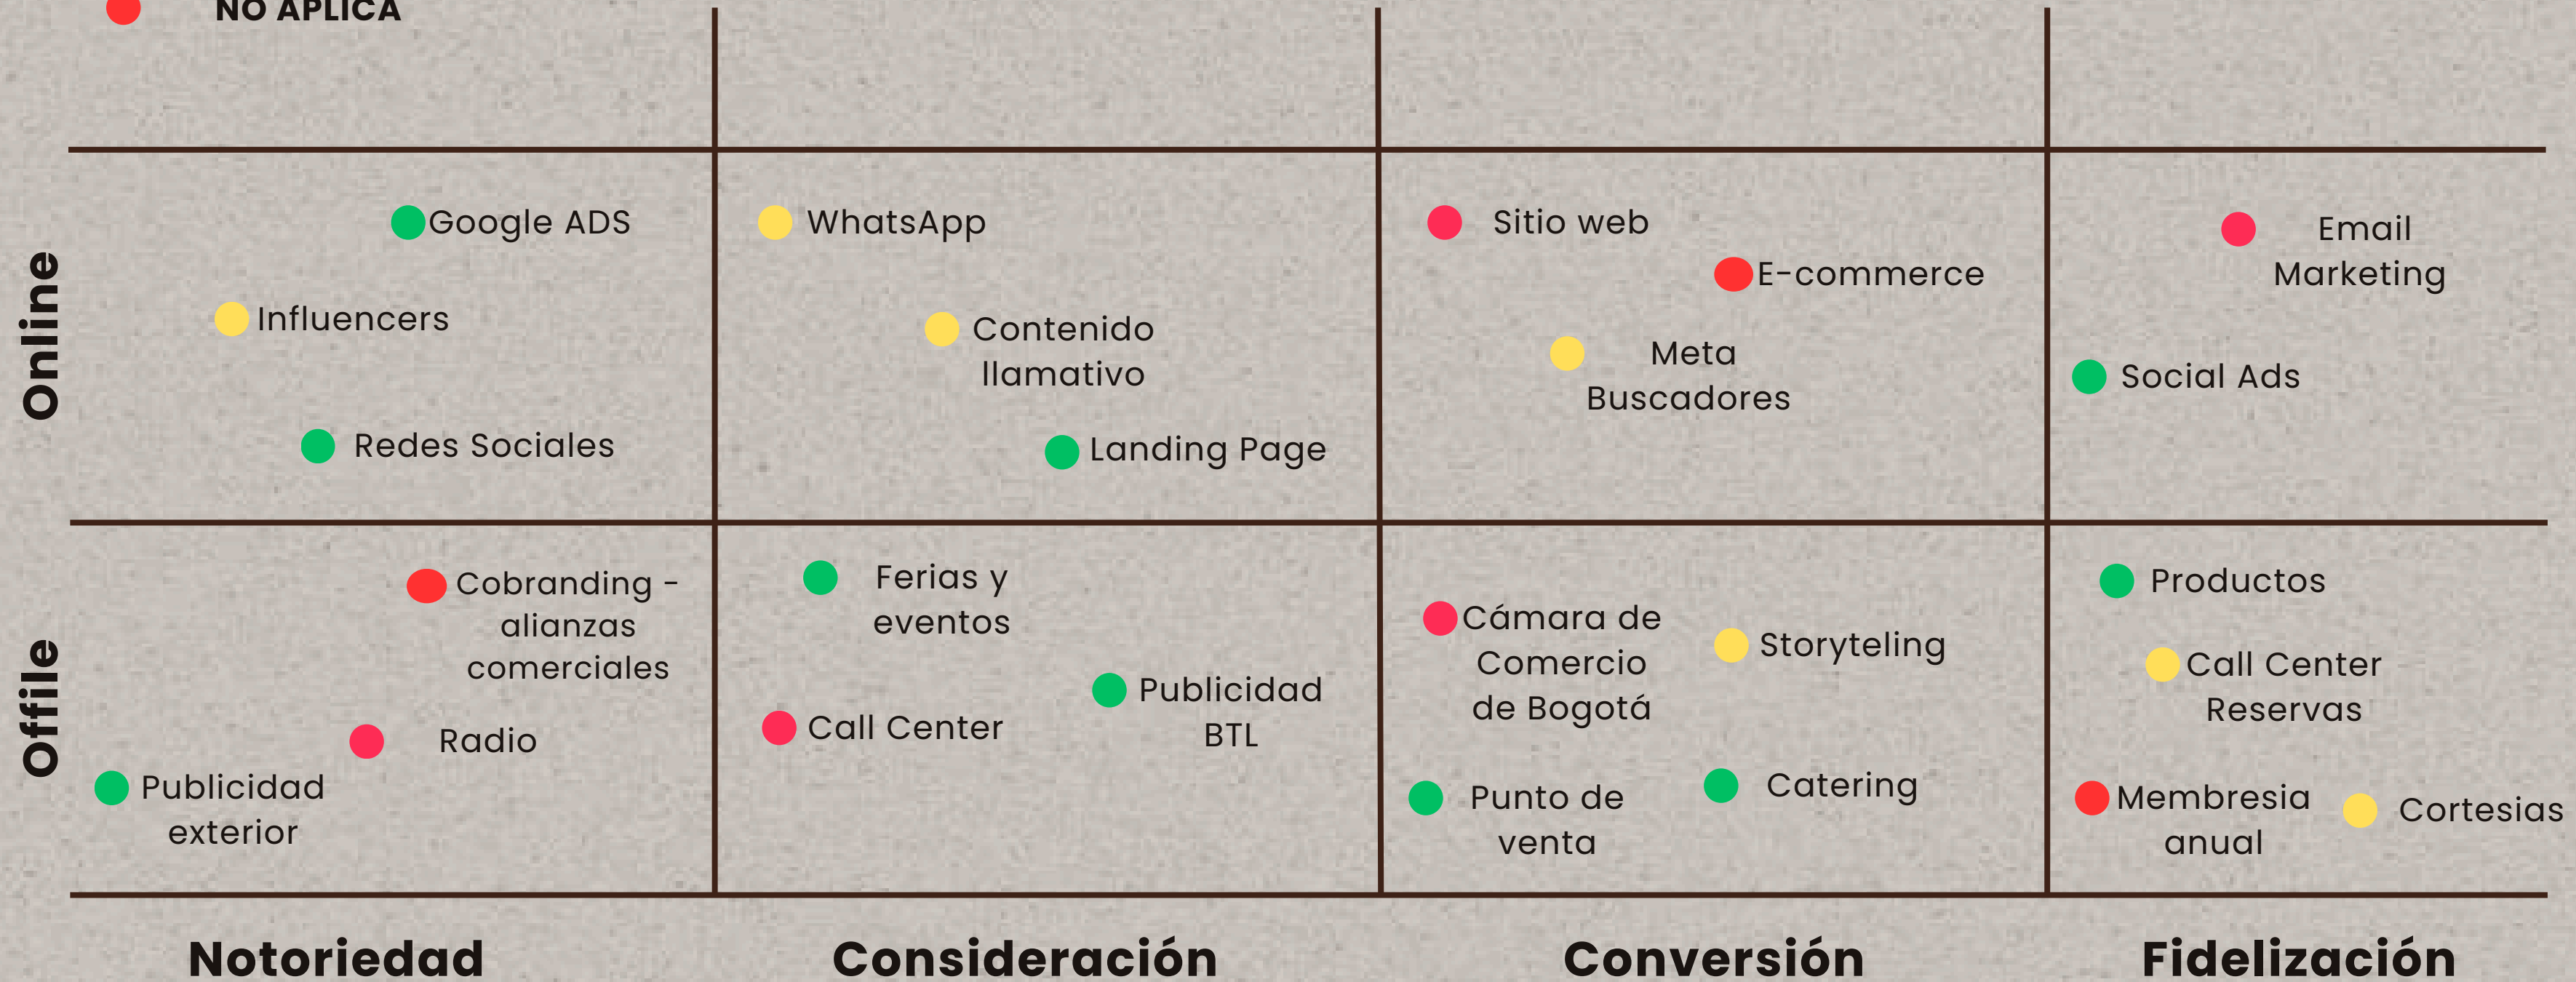 NO APLICA
Online
Google ADS
Influencers
Redes Sociales
WhatsApp
Contenido
llamativo
Landing Page
Sitio web
E-commerce
Meta
Buscadores
Email
Marketing
Social Ads
Offile
Cobranding -
alianzas
comerciales
Radio
Publicidad
exterior
Ferias y
eventos
Publicidad
BTL
Call Center
Cámara de
Comercio
de Bogotá
Storyteling
Punto de
venta
Catering
Productos
Call Center
Reservas
Membresia
anual
Cortesias
Notoriedad
Consideración
Conversión
Fidelización